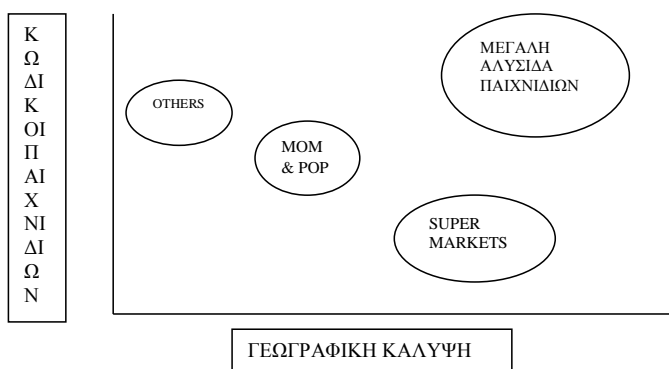 Κ
Ω
ΔΙ
Κ
ΟΙ
Π
ΑΙ
Χ
ΝΙ
ΔΙ
Ω
Ν
OTHERS
MOM
& POP
ΜΕΓΑΛΗ
ΑΛΥΣΙΔΑ
ΠΑΙΧΝΙΔΙΩΝ
SUPER
MARKETS
ΓΕΩΓΡΑΦΙΚΗ ΚΑΛΥΨΗ